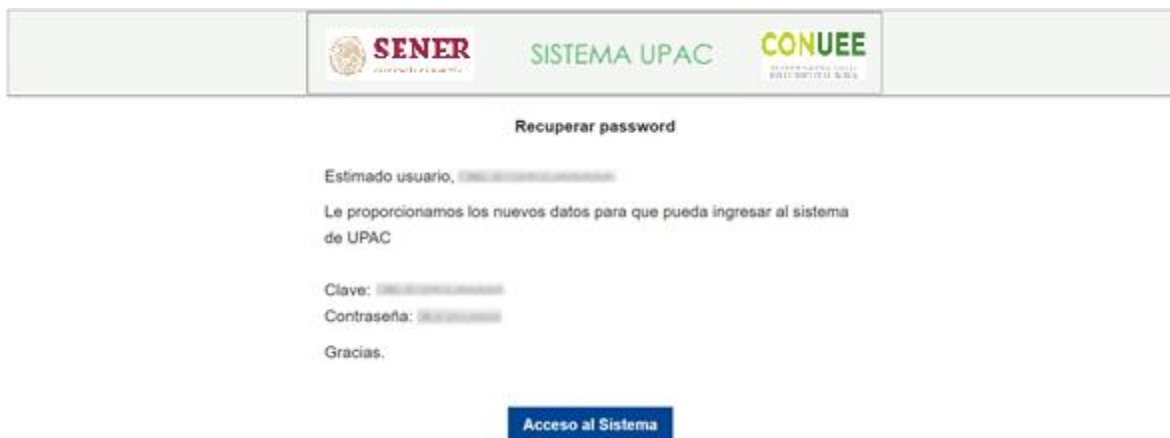 SENER
SISTEMA UPAC
CONUEE
Recuperar password
Estimado usuario,
Le proporcionamos los nuevos datos para que pueda ingresar al sistema
de UPAC
Clave:
Contraseña:
Gracias.
Acceso al Sistema